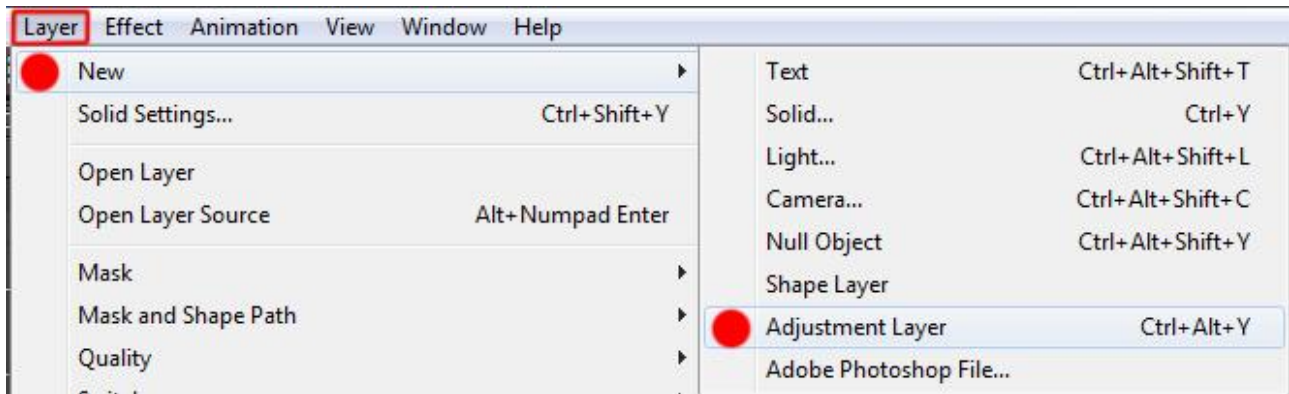 Layer Effect Animation View Window Help
New
Solid Settings... Ctrl+Shift+Y
Open Layer
Open Layer Source Alt+Numpad Enter
Mask
Mask and Shape Path
Quality
Text Ctrl+Alt+Shift+T
Solid... Ctrl+Y
Light... Ctrl+Alt+Shift+L
Camera... Ctrl+Alt+Shift+C
Null Object Ctrl+Alt+Shift+Y
Shape Layer
Adjustment Layer Ctrl+Alt+Y
Adobe Photoshop File...